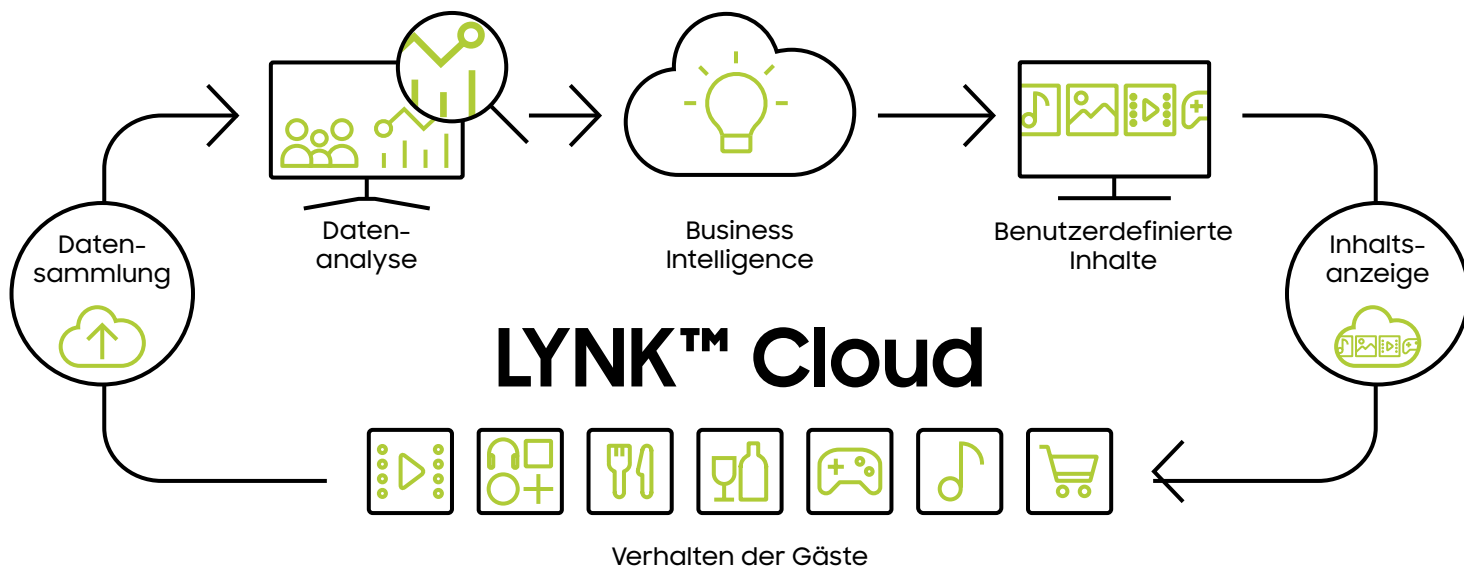 Daten-
sammlung
Daten-
analyse
Business
Intelligence
Benutzerdefinierte
Inhalte
Inhalts-
anzeige
LYNK™ Cloud
Verhalten der Gäste